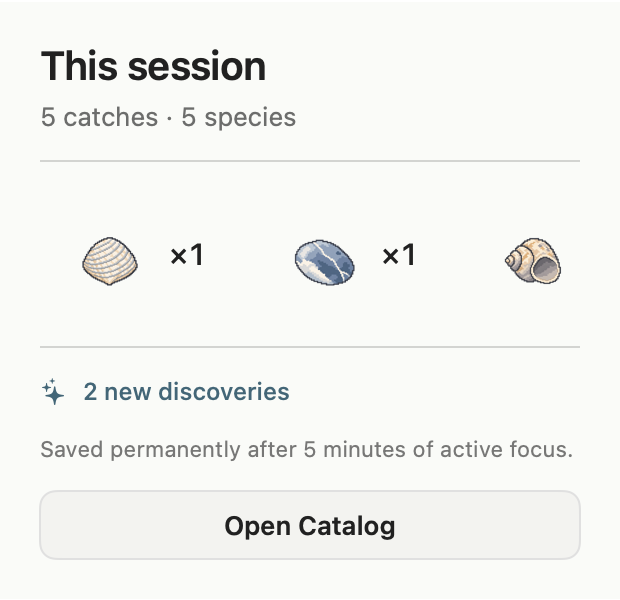 This session
5 catches · 5 species
×1 ×1
2 new discoveries
Saved permanently after 5 minutes of active focus.
Open Catalog